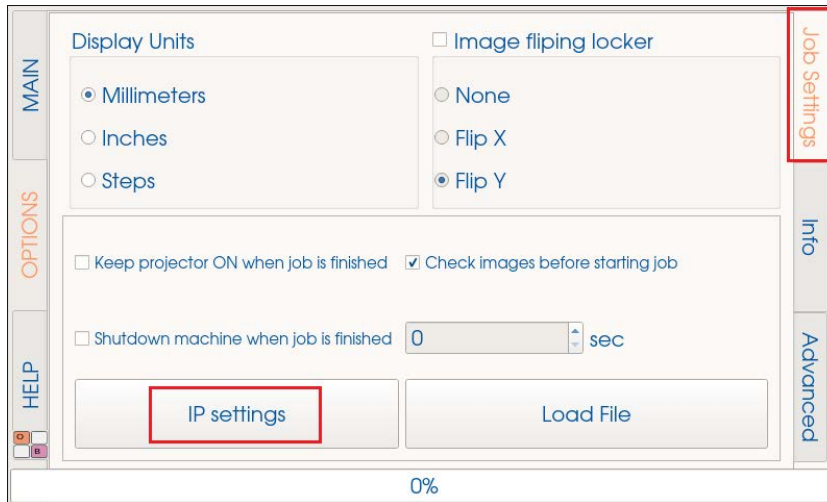 MAIN
OPTIONS
HELP
O
B
Display Units
Millimeters
Inches
Steps
Image fliping locker
None
Flip X
Flip Y
Keep projector ON when job is finished
Check images before starting job
Shutdown machine when job is finished
0
sec
IP settings
Load File
Job Settings
Info
Advanced
0%